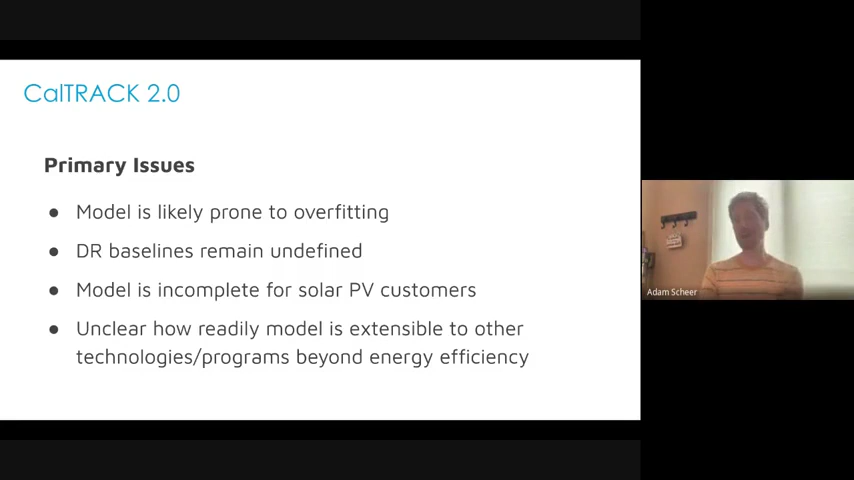 CalTRACK 2.0
Primary Issues
● Model is likely prone to overfitting
● DR baselines remain undefined
● Model is incomplete for solar PV customers
● Unclear how readily model is extensible to other
technologies/programs beyond energy efficiency
Adam Scheer